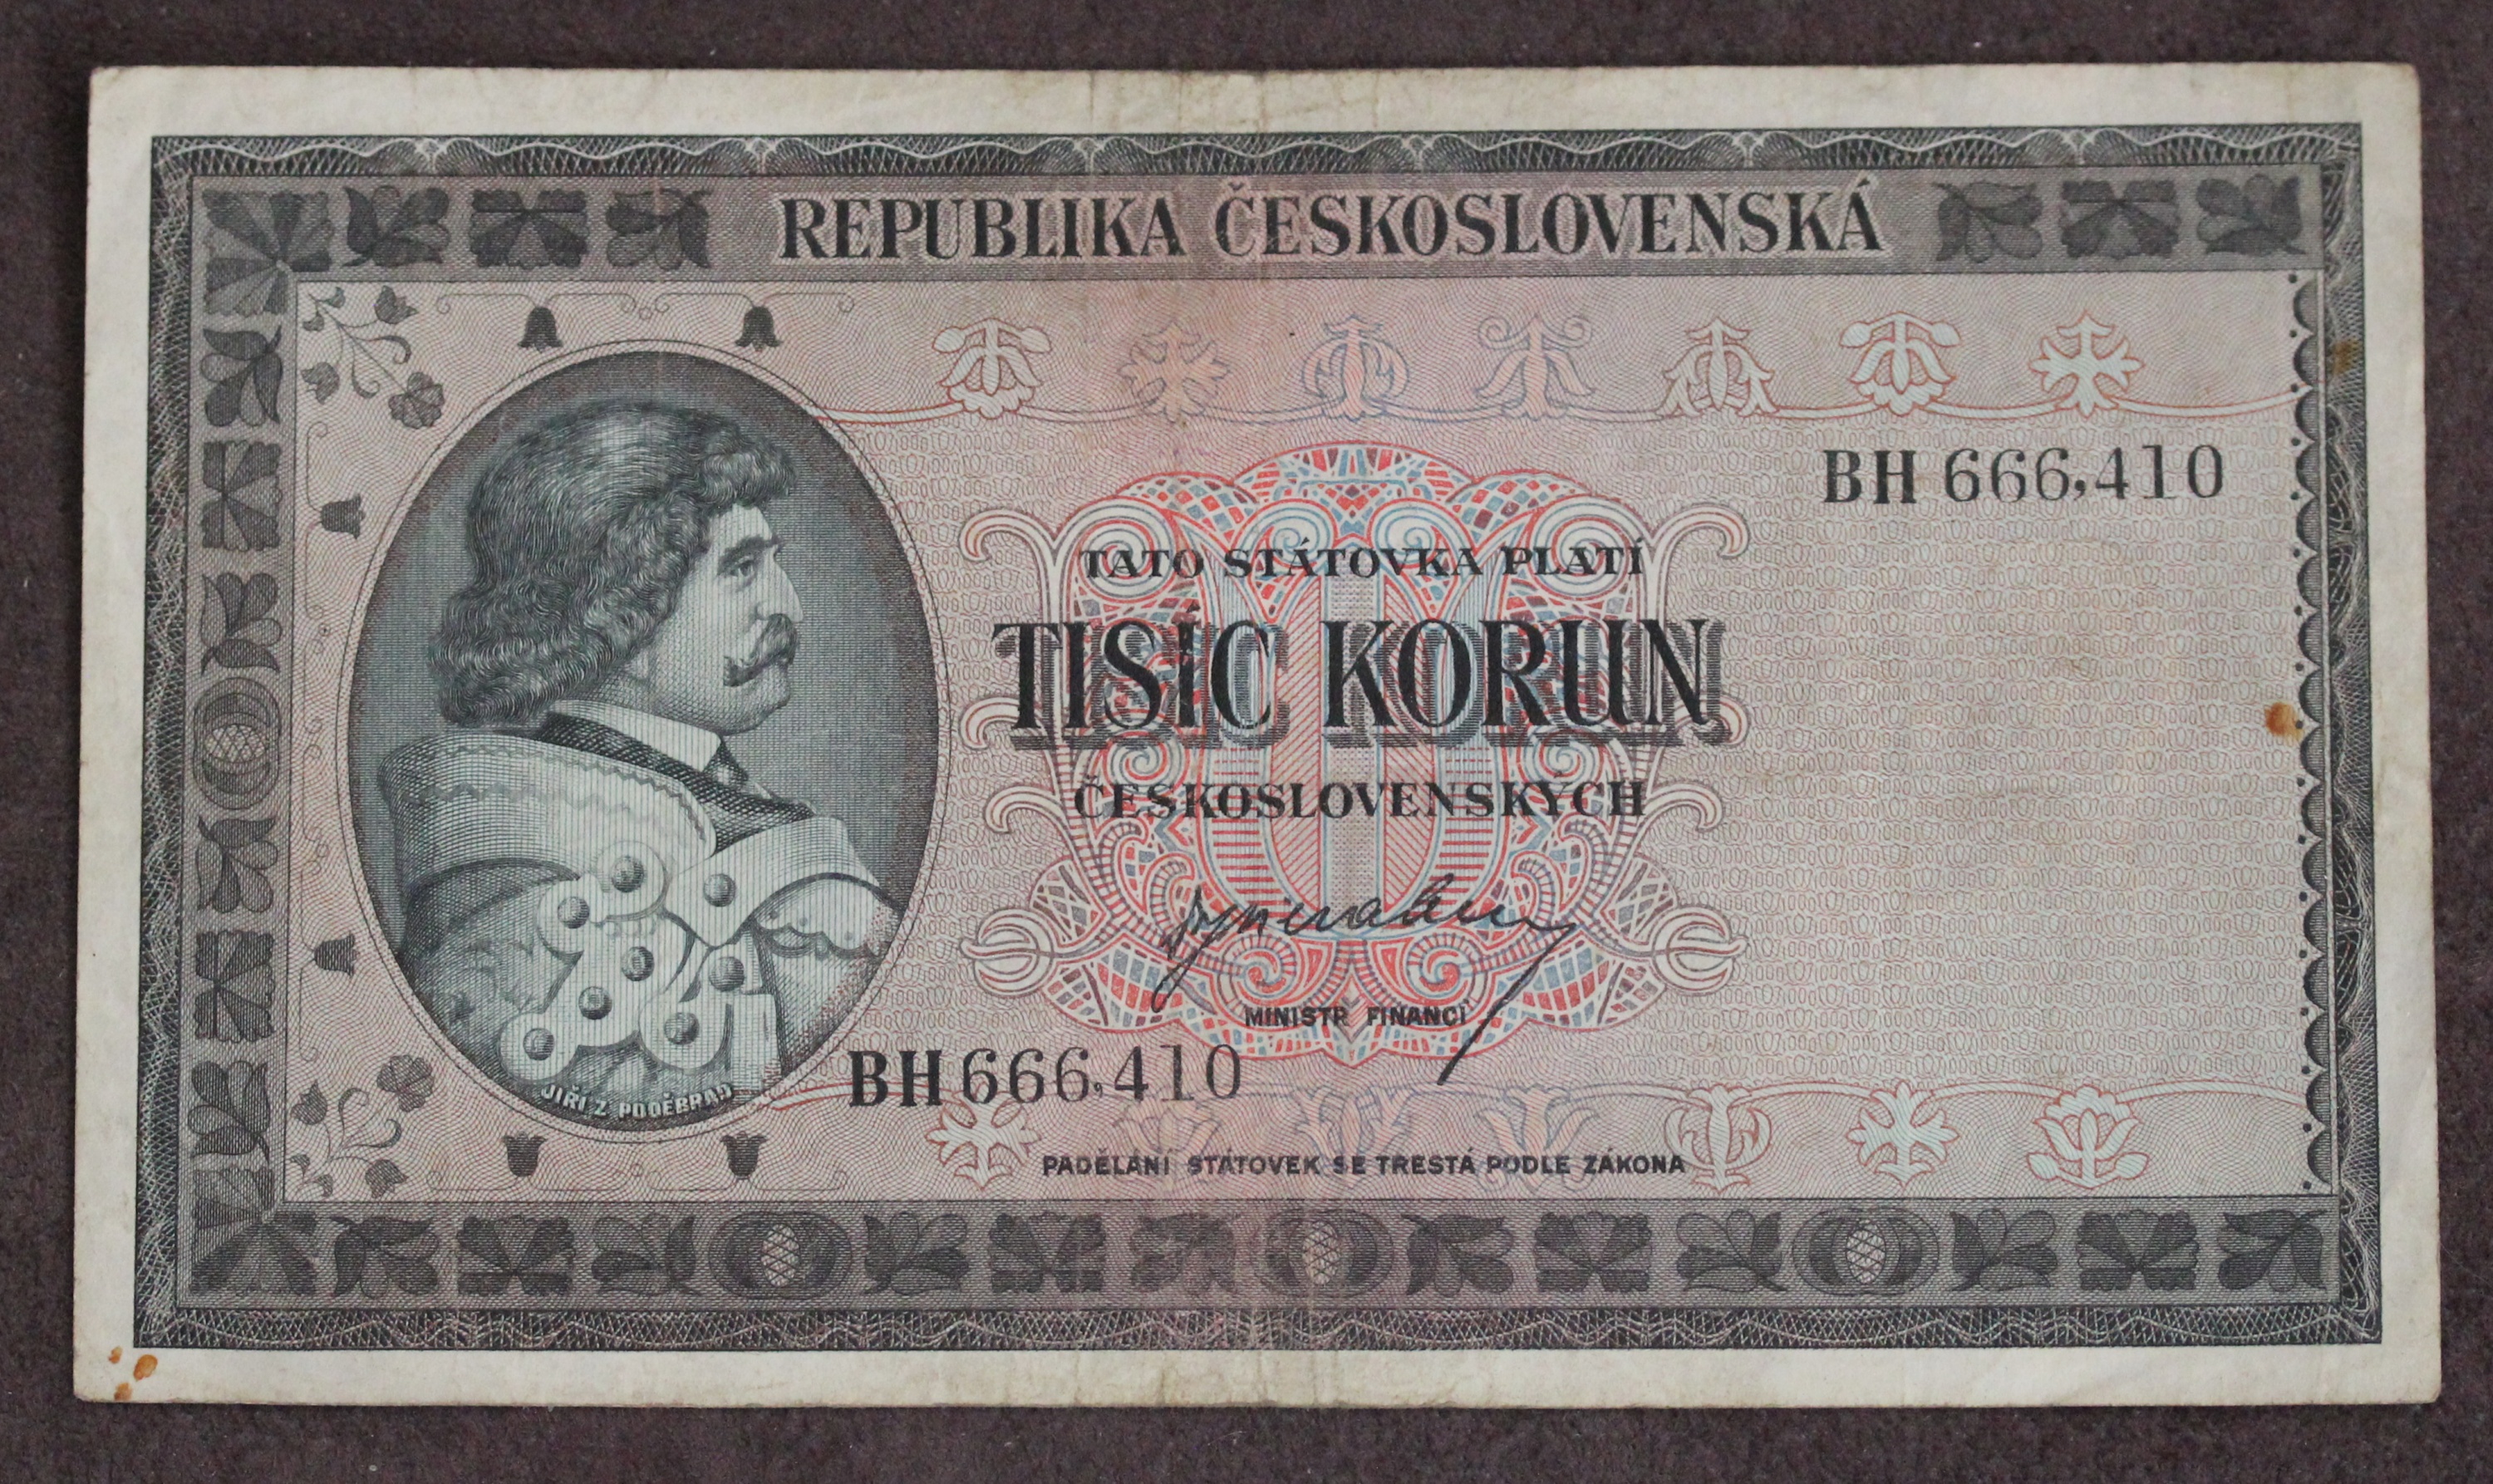 REPUBLIKA ČESKOSLOVENSKÁ
BH 666,410
TATO STÁTOVKA PLATÍ
TISÍC KORUN
ČESKOSLOVENSKÝCH
MINISTR FINANCÍ
BH 666,410
JIŘÍ Z PODĚBRAD
PADĚLÁNÍ STÁTOVEK SE TRESTÁ PODLE ZÁKONA